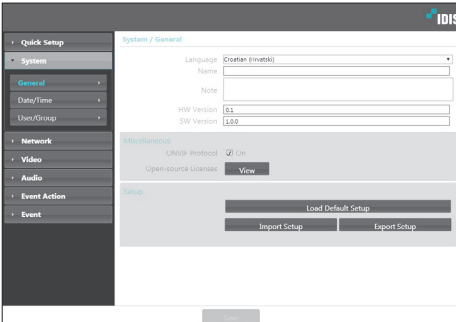 IDIS
Quick Setup
System
General
Date/Time
User/Group
Network
Video
Audio
Event Action
Event
System / General
Language Croatian (Hrvatski)
Name
Note
HW Version 0.1
SW Version 1.0.0
Miscellaneous
ONVIF Protocol On
Open-source Licenses View
Setup
Load Default Setup
Import Setup Export Setup
Save